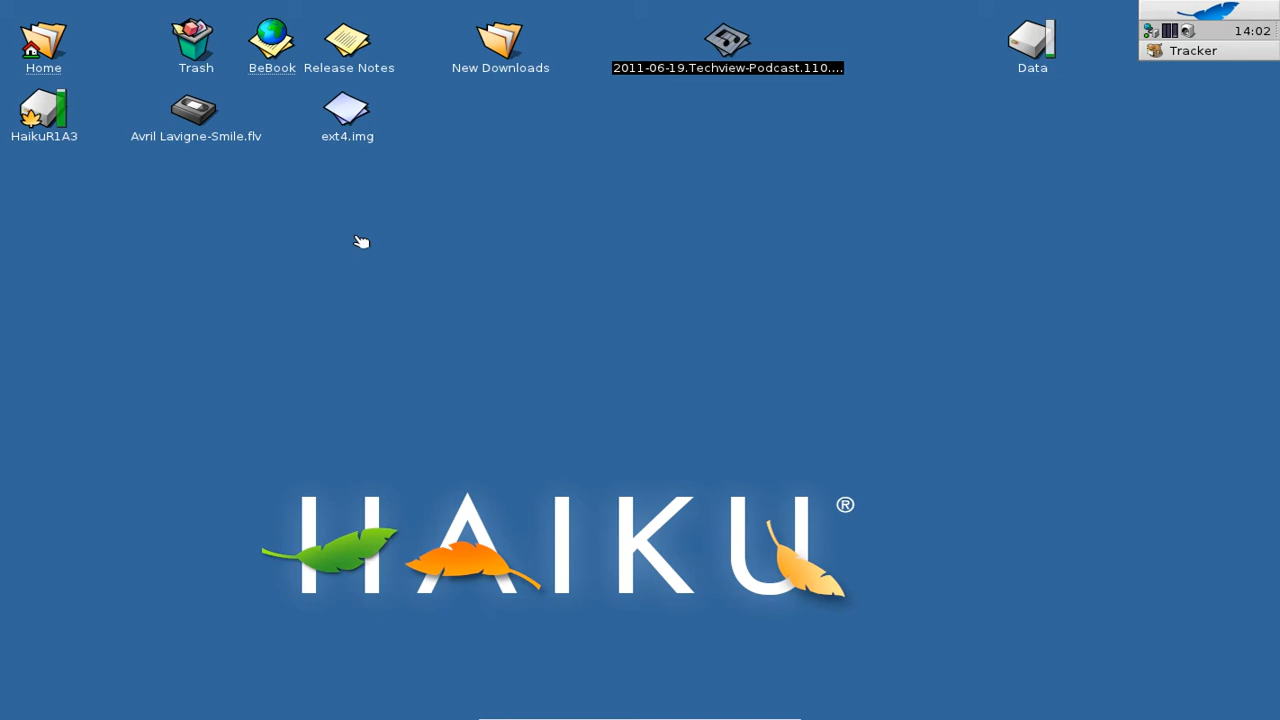 Home
Trash
BeBook
Release Notes
New Downloads
2011-06-19.Techview-Podcast.110....
Data
14:02
Tracker
HaikuR1A3
Avril Lavigne-Smile.flv
ext4.img
HAIKU®